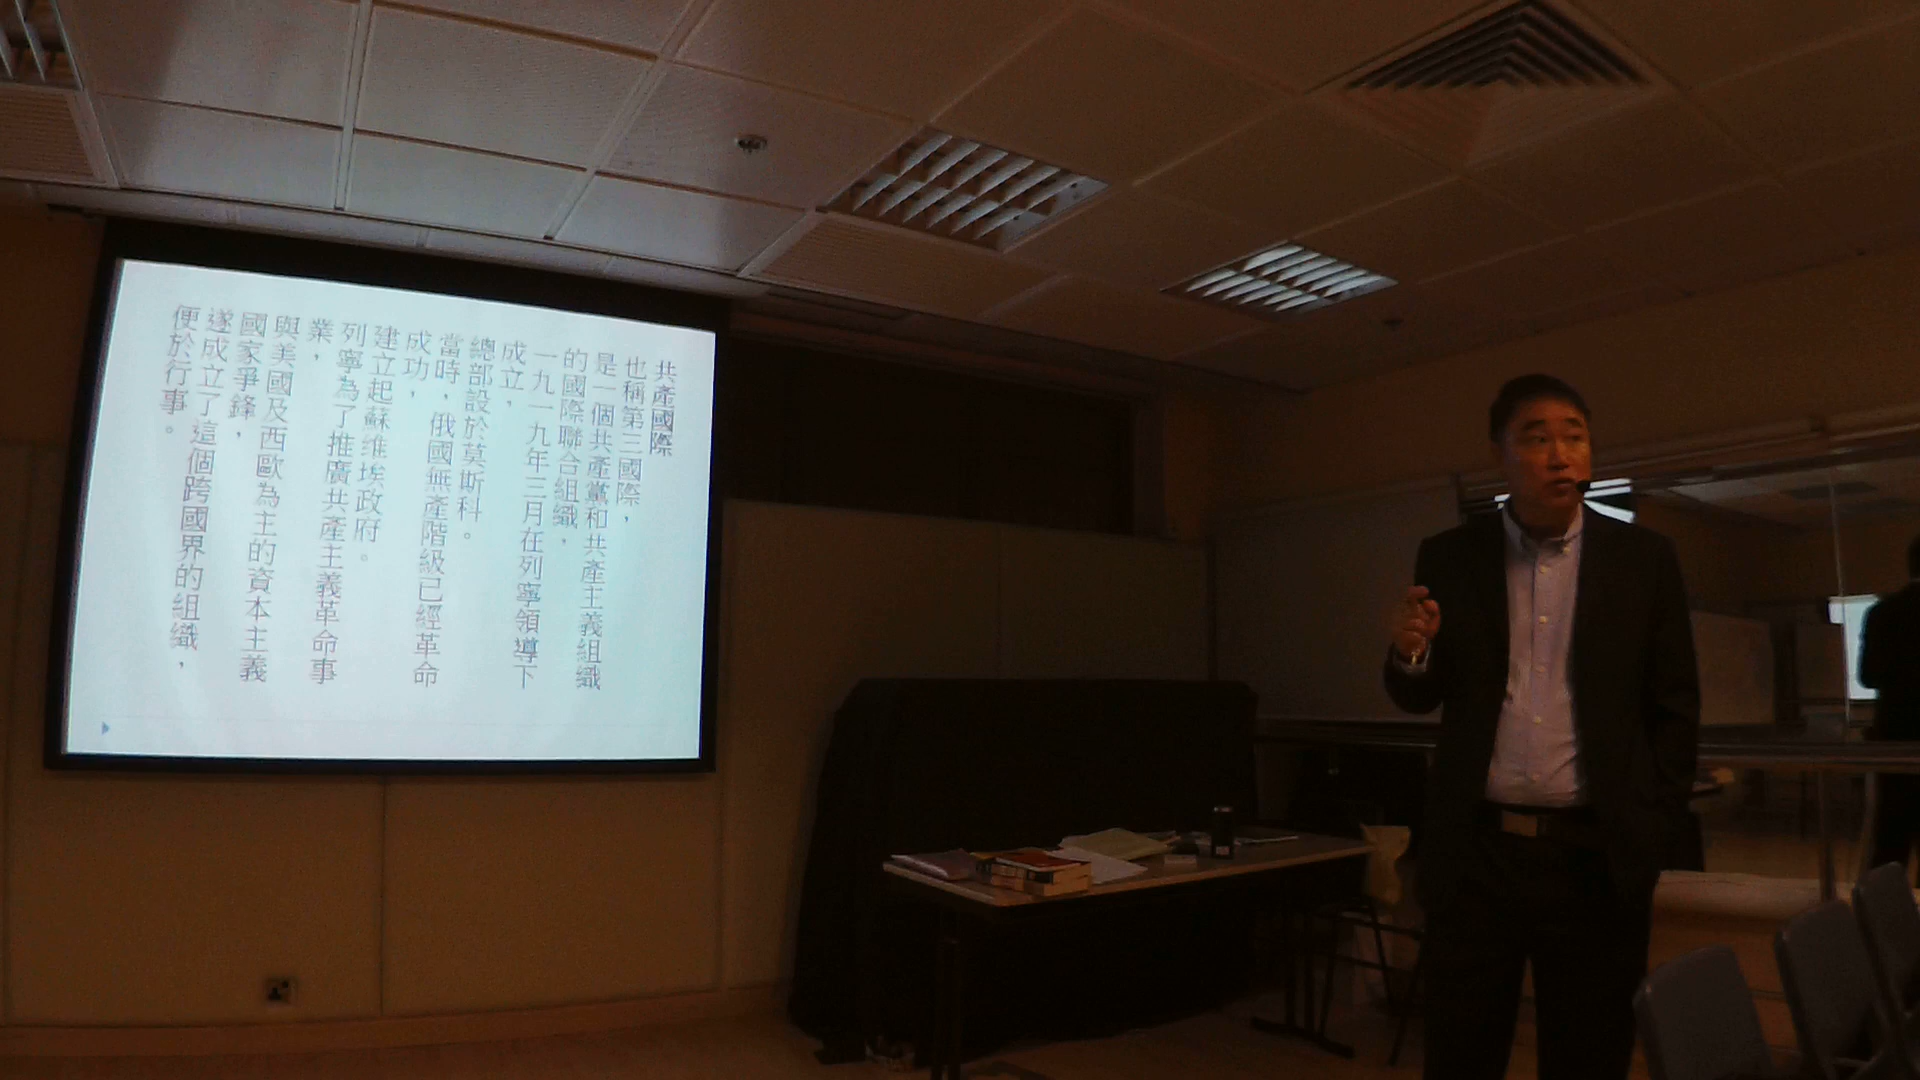 共產國際
也稱第三國際，
是一個共產黨和共產主義組織
的國際聯合組織，
一九一九年三月在列寧領導下
成立，
總部設於莫斯科。
當時，俄國無產階級已經革命
成功，
建立起蘇維埃政府。
列寧為了推廣共產主義革命事
業，
與美國及西歐為主的資本主義
國家爭鋒，
遂成立了這個跨國界的組織，
便於行事。